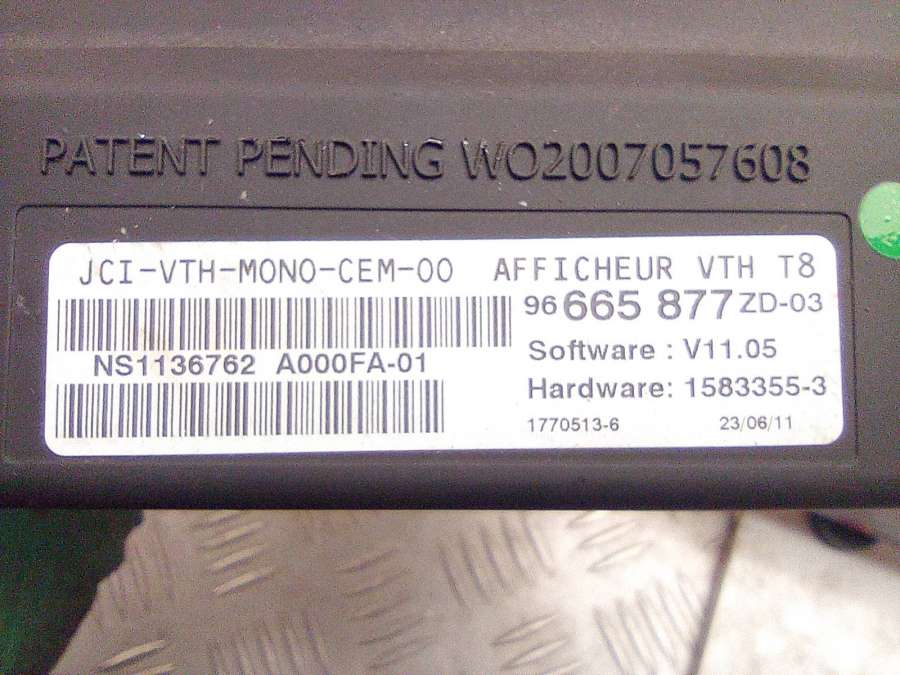 PATENT PENDING WO2007057608
JCI-VTH-MONO-CEM-00 AFFICHEUR VTH T8
96 665 877 ZD-03
NS1136762 A000FA-01
Software : V11.05
Hardware: 1583355-3
1770513-6 23/06/11